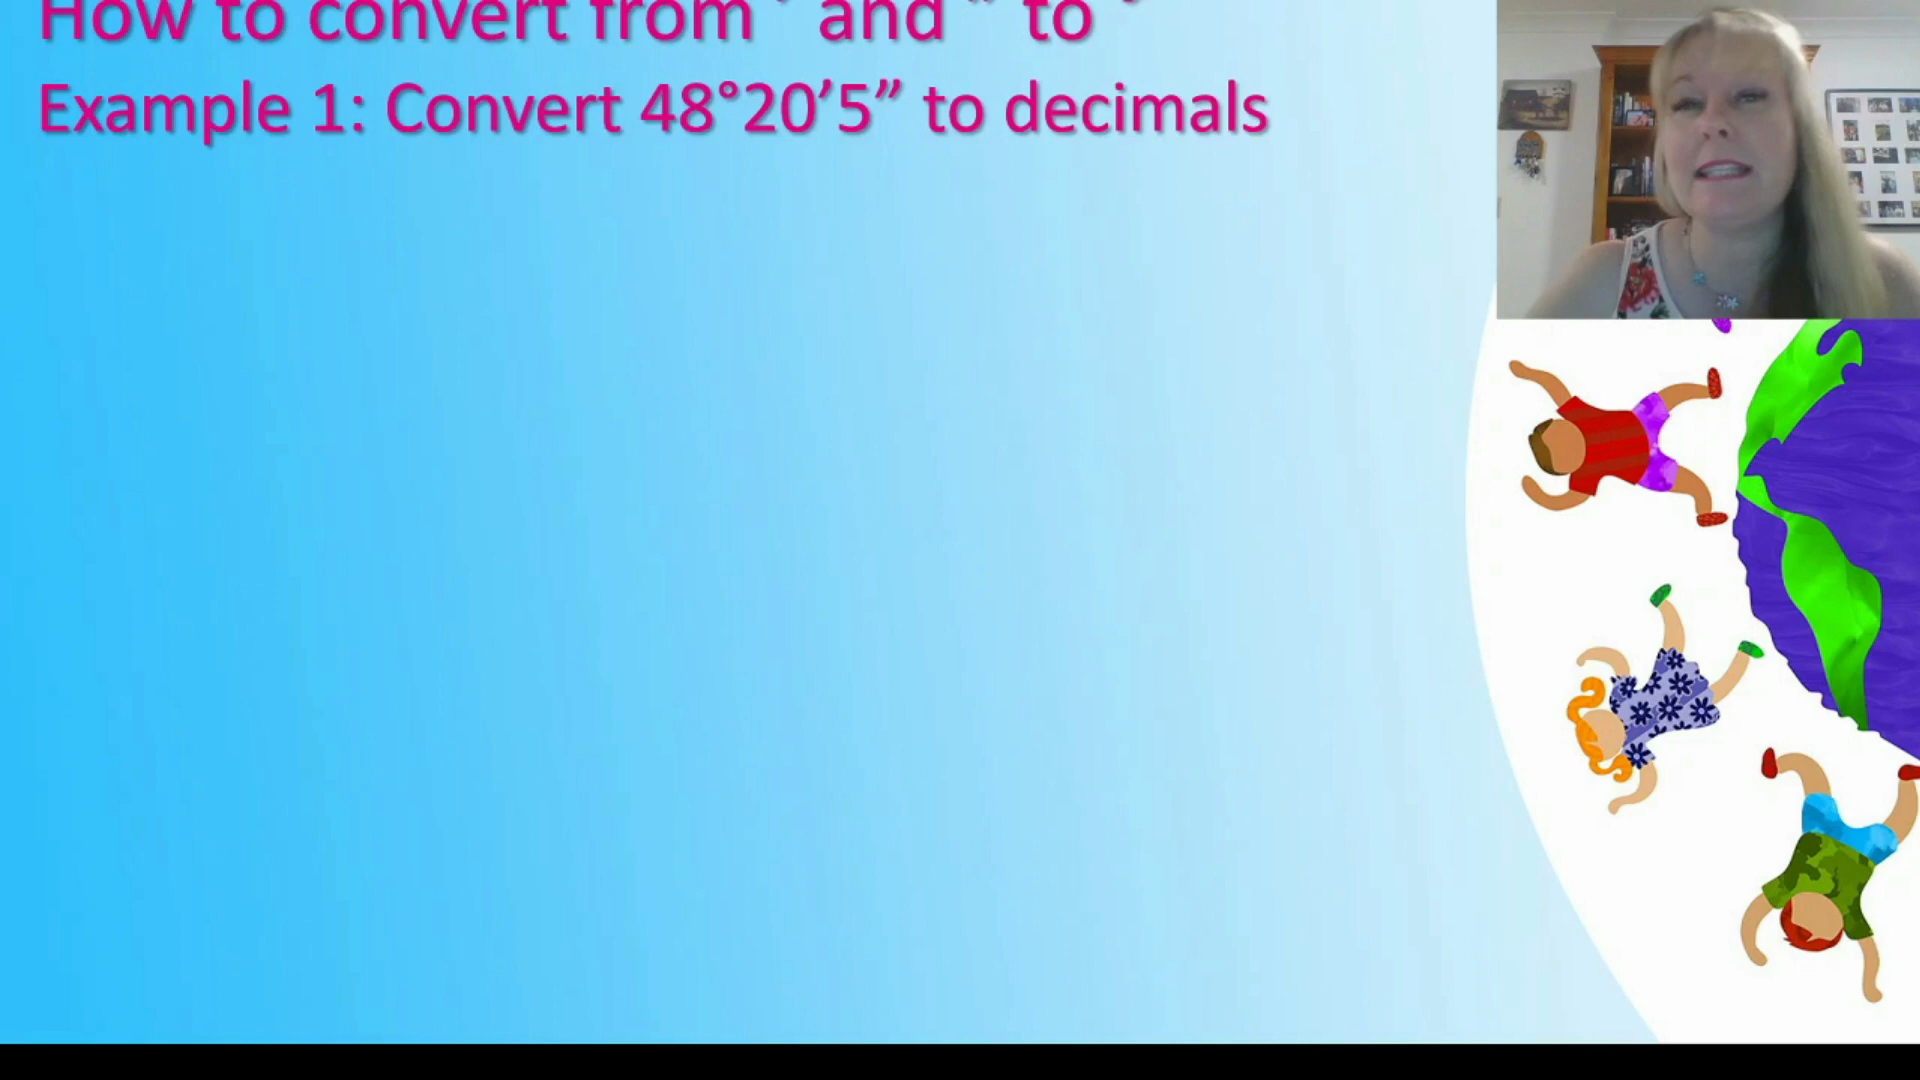 How to convert from ’ and ” to °
Example 1: Convert 48°20’5” to decimals